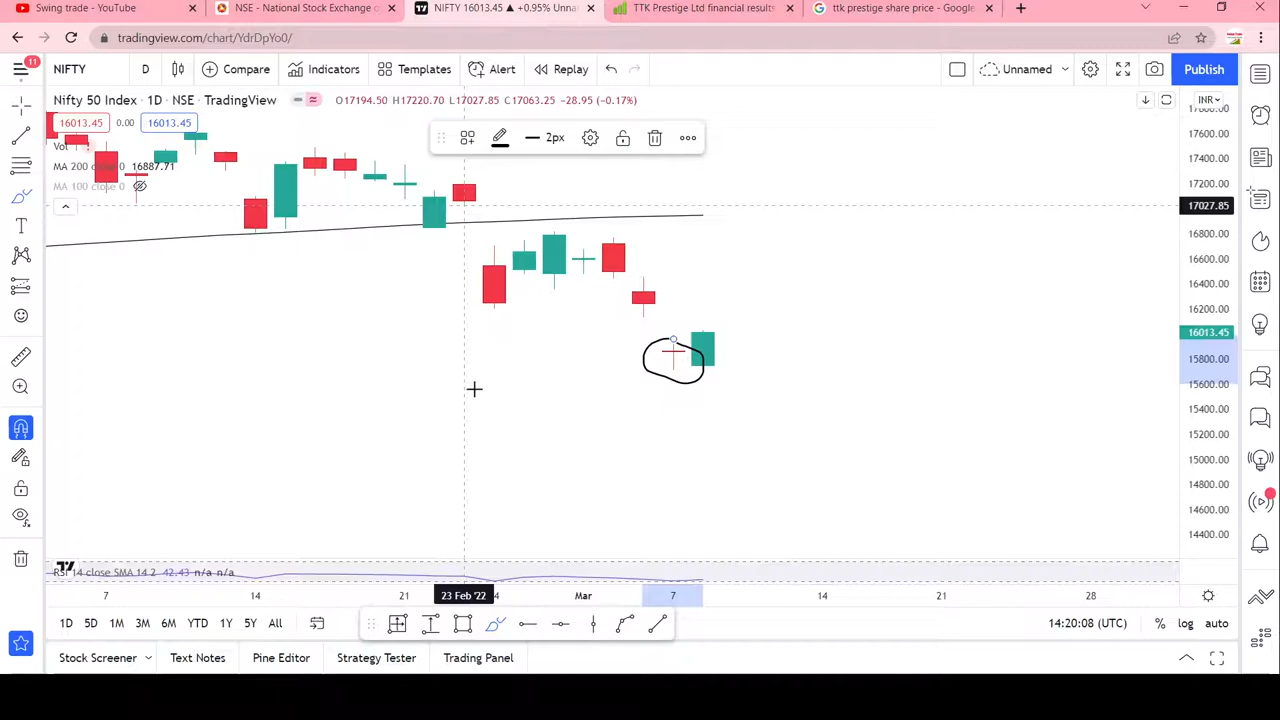 Swing trade - YouTube
NSE - National Stock Exchange o
NIFTY 16013.45 ▲ +0.95% Unna
TTK Prestige Ltd financial results
ttk prestige share price - Google
tradingview.com/chart/YdrDpYo0/
11
NIFTY
D
Compare
Indicators
Templates
Alert
Replay
Unnamed
Publish
Nifty 50 Index · 1D · NSE · TradingView
O17194.50 H17220.70 L17027.85 C17063.25 -28.95 (-0.17%)
INR
16013.45
0.00
16013.45
2px
Vol
MA 200 close 0 16887.71
MA 100 close 0
17800.00
17600.00
17400.00
17200.00
17027.85
16800.00
16600.00
16400.00
16200.00
16013.45
15800.00
15600.00
15400.00
15200.00
15000.00
14800.00
14600.00
14400.00
RSI 14 close SMA 14 2 42.43 n/a n/a
7
14
21
23 Feb '22
4
Mar
7
14
21
28
1D
5D
1M
3M
6M
YTD
1Y
5Y
All
14:20:08 (UTC)
%
log
auto
Stock Screener
Text Notes
Pine Editor
Strategy Tester
Trading Panel